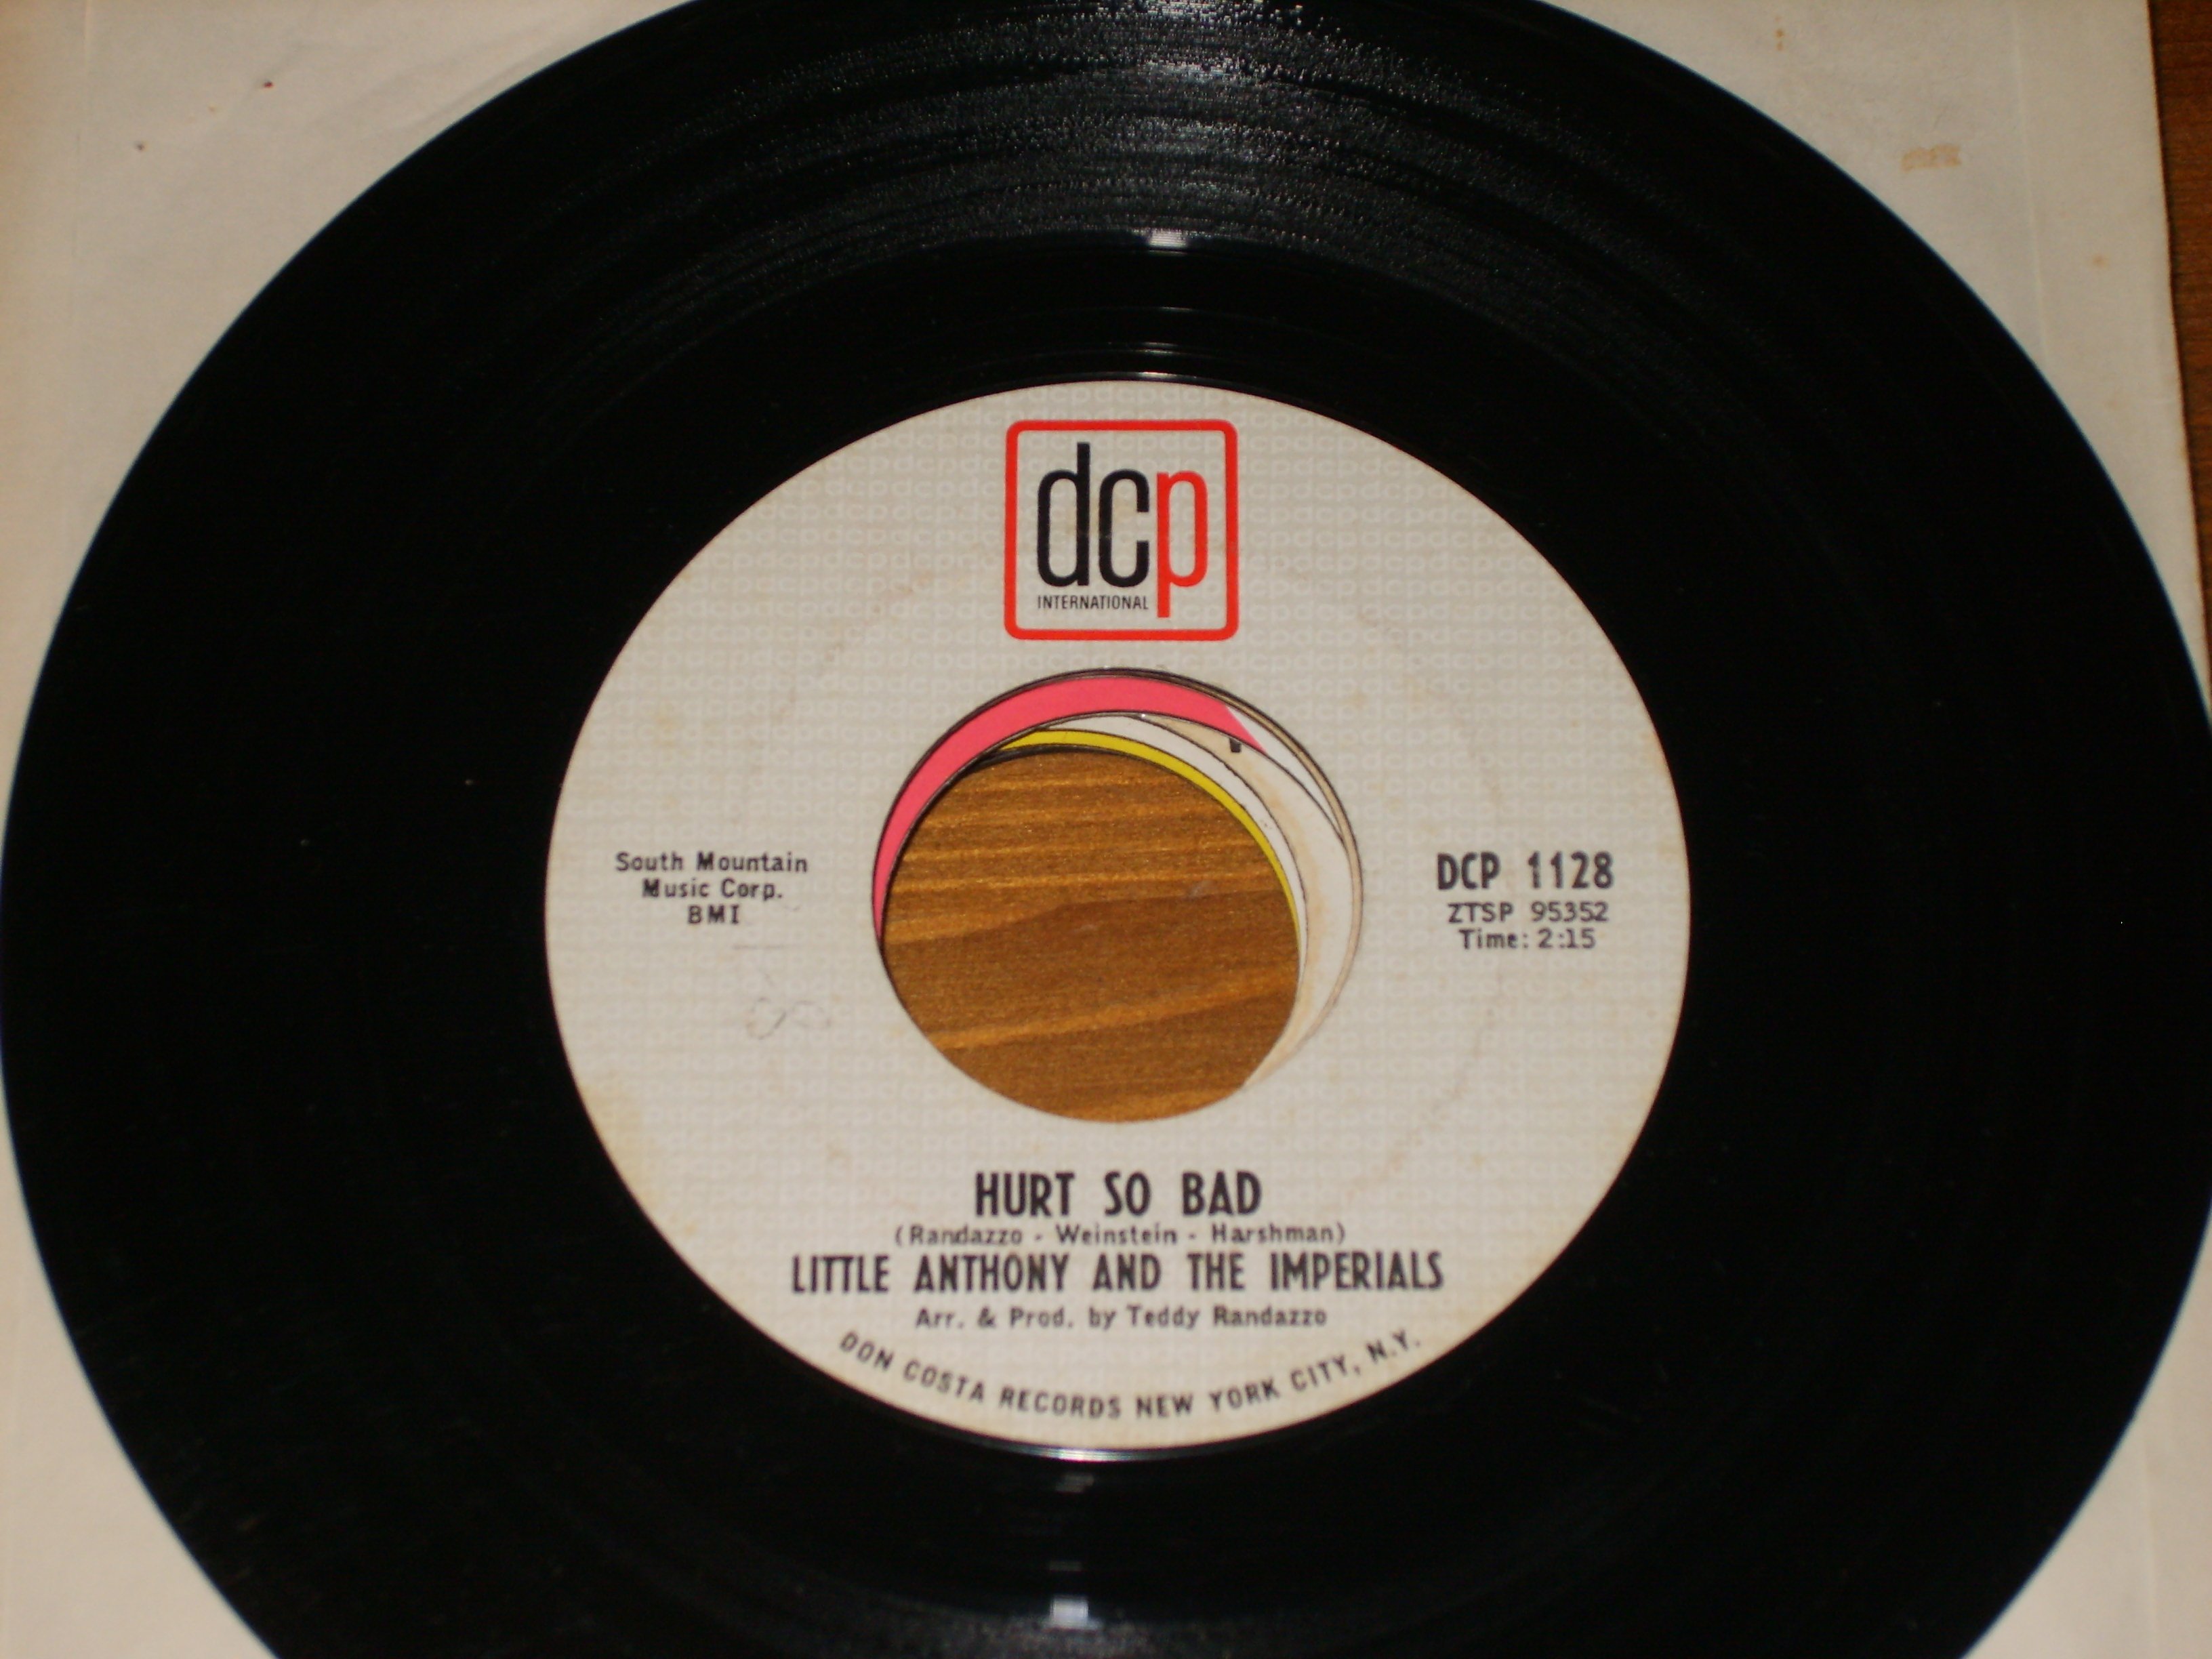 dcp
INTERNATIONAL
South Mountain
Music Corp.
BMI
DCP 1128
ZTSP 95352
Time: 2:15
HURT SO BAD
(Randazzo - Weinstein - Harshman)
LITTLE ANTHONY AND THE IMPERIALS
Arr. & Prod. by Teddy Randazzo
DON COSTA RECORDS NEW YORK CITY, N.Y.